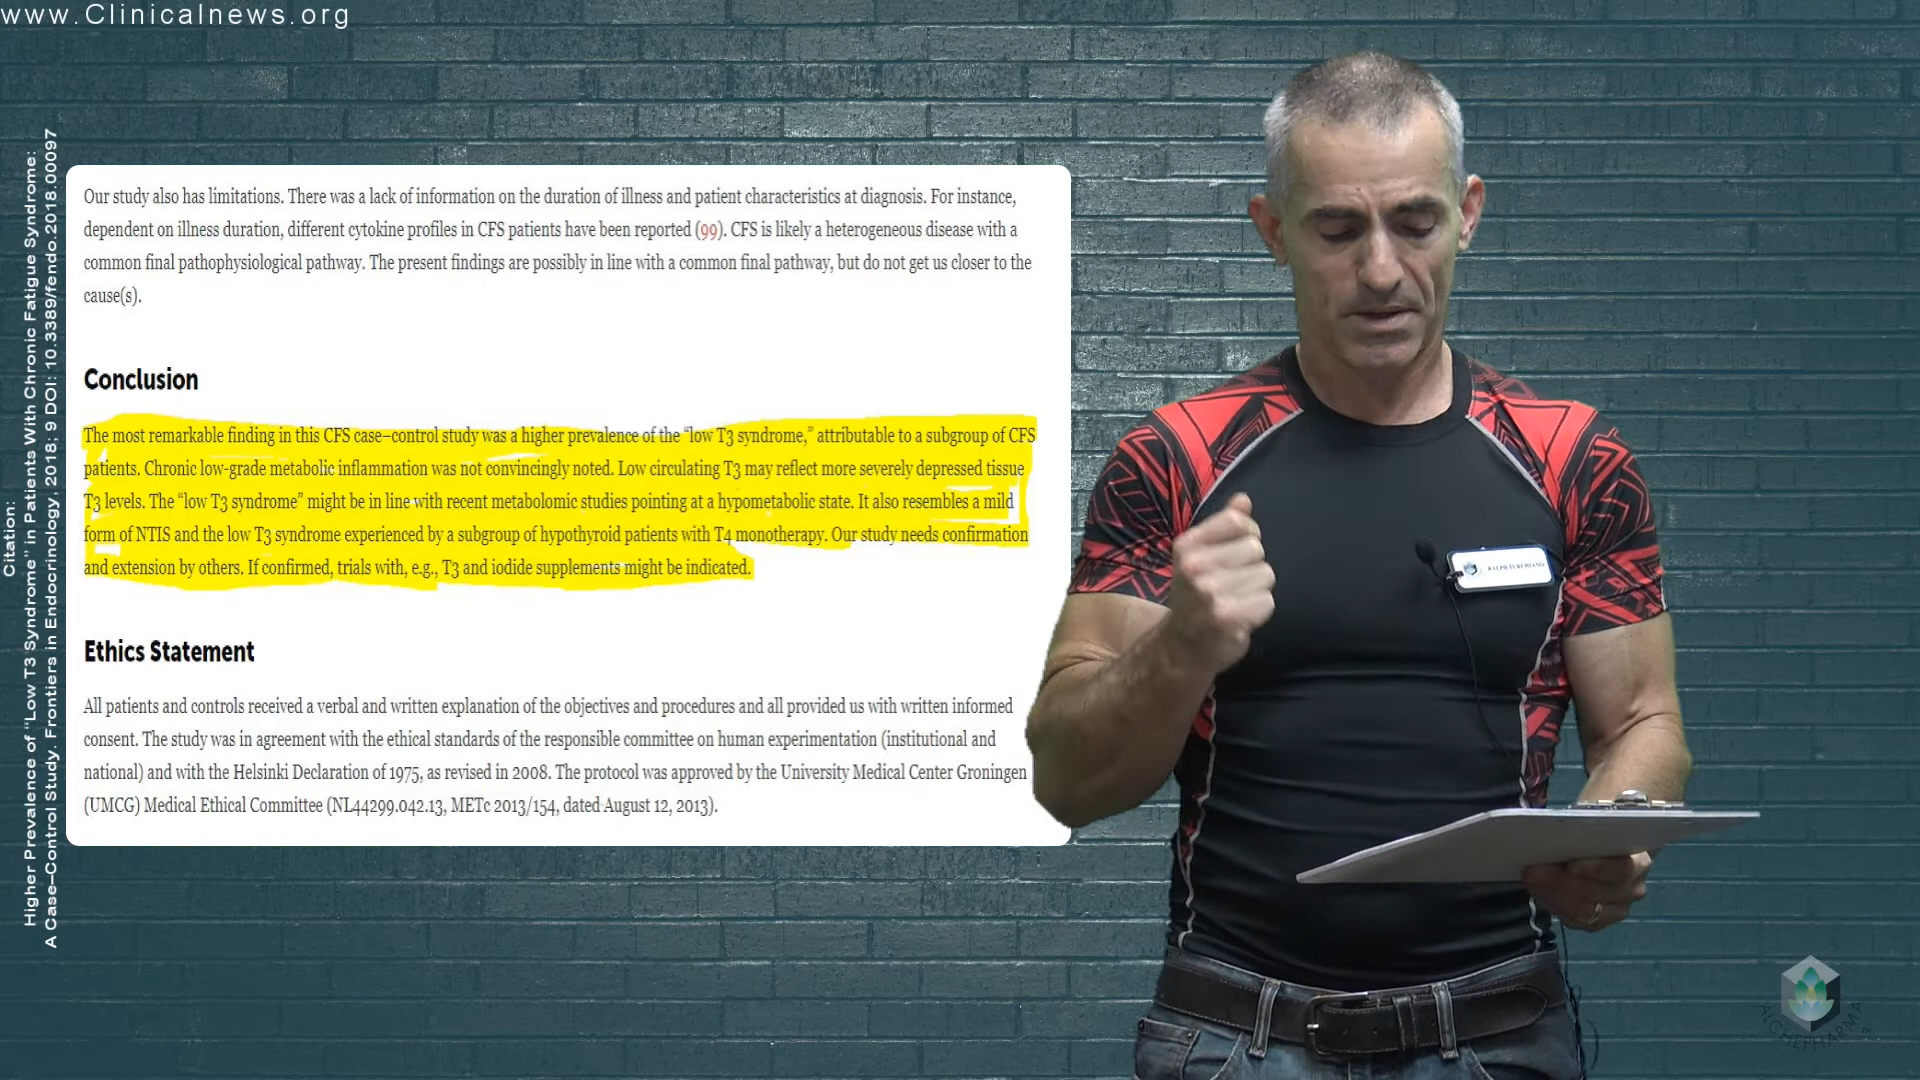 www.Clinicalnews.org
Citation:
Higher Prevalence of "Low T3 Syndrome" in Patients With Chronic Fatigue Syndrome:
A Case–Control Study. Frontiers in Endocrinology, 2018; 9 DOI: 10.3389/fendo.2018.00097
Our study also has limitations. There was a lack of information on the duration of illness and patient characteristics at diagnosis. For instance,
dependent on illness duration, different cytokine profiles in CFS patients have been reported (99). CFS is likely a heterogeneous disease with a
common final pathophysiological pathway. The present findings are possibly in line with a common final pathway, but do not get us closer to the
cause(s).
Conclusion
The most remarkable finding in this CFS case–control study was a higher prevalence of the “low T3 syndrome,” attributable to a subgroup of CFS
patients. Chronic low-grade metabolic inflammation was not convincingly noted. Low circulating T3 may reflect more severely depressed tissue
T3 levels. The “low T3 syndrome” might be in line with recent metabolomic studies pointing at a hypometabolic state. It also resembles a mild
form of NTIS and the low T3 syndrome experienced by a subgroup of hypothyroid patients with T4 monotherapy. Our study needs confirmation
and extension by others. If confirmed, trials with, e.g., T3 and iodide supplements might be indicated.
Ethics Statement
All patients and controls received a verbal and written explanation of the objectives and procedures and all provided us with written informed
consent. The study was in agreement with the ethical standards of the responsible committee on human experimentation (institutional and
national) and with the Helsinki Declaration of 1975, as revised in 2008. The protocol was approved by the University Medical Center Groningen
(UMCG) Medical Ethical Committee (NL44299.042.13, METc 2013/154, dated August 12, 2013).
RALPH TURCHIANO
ALCHEPHARMA